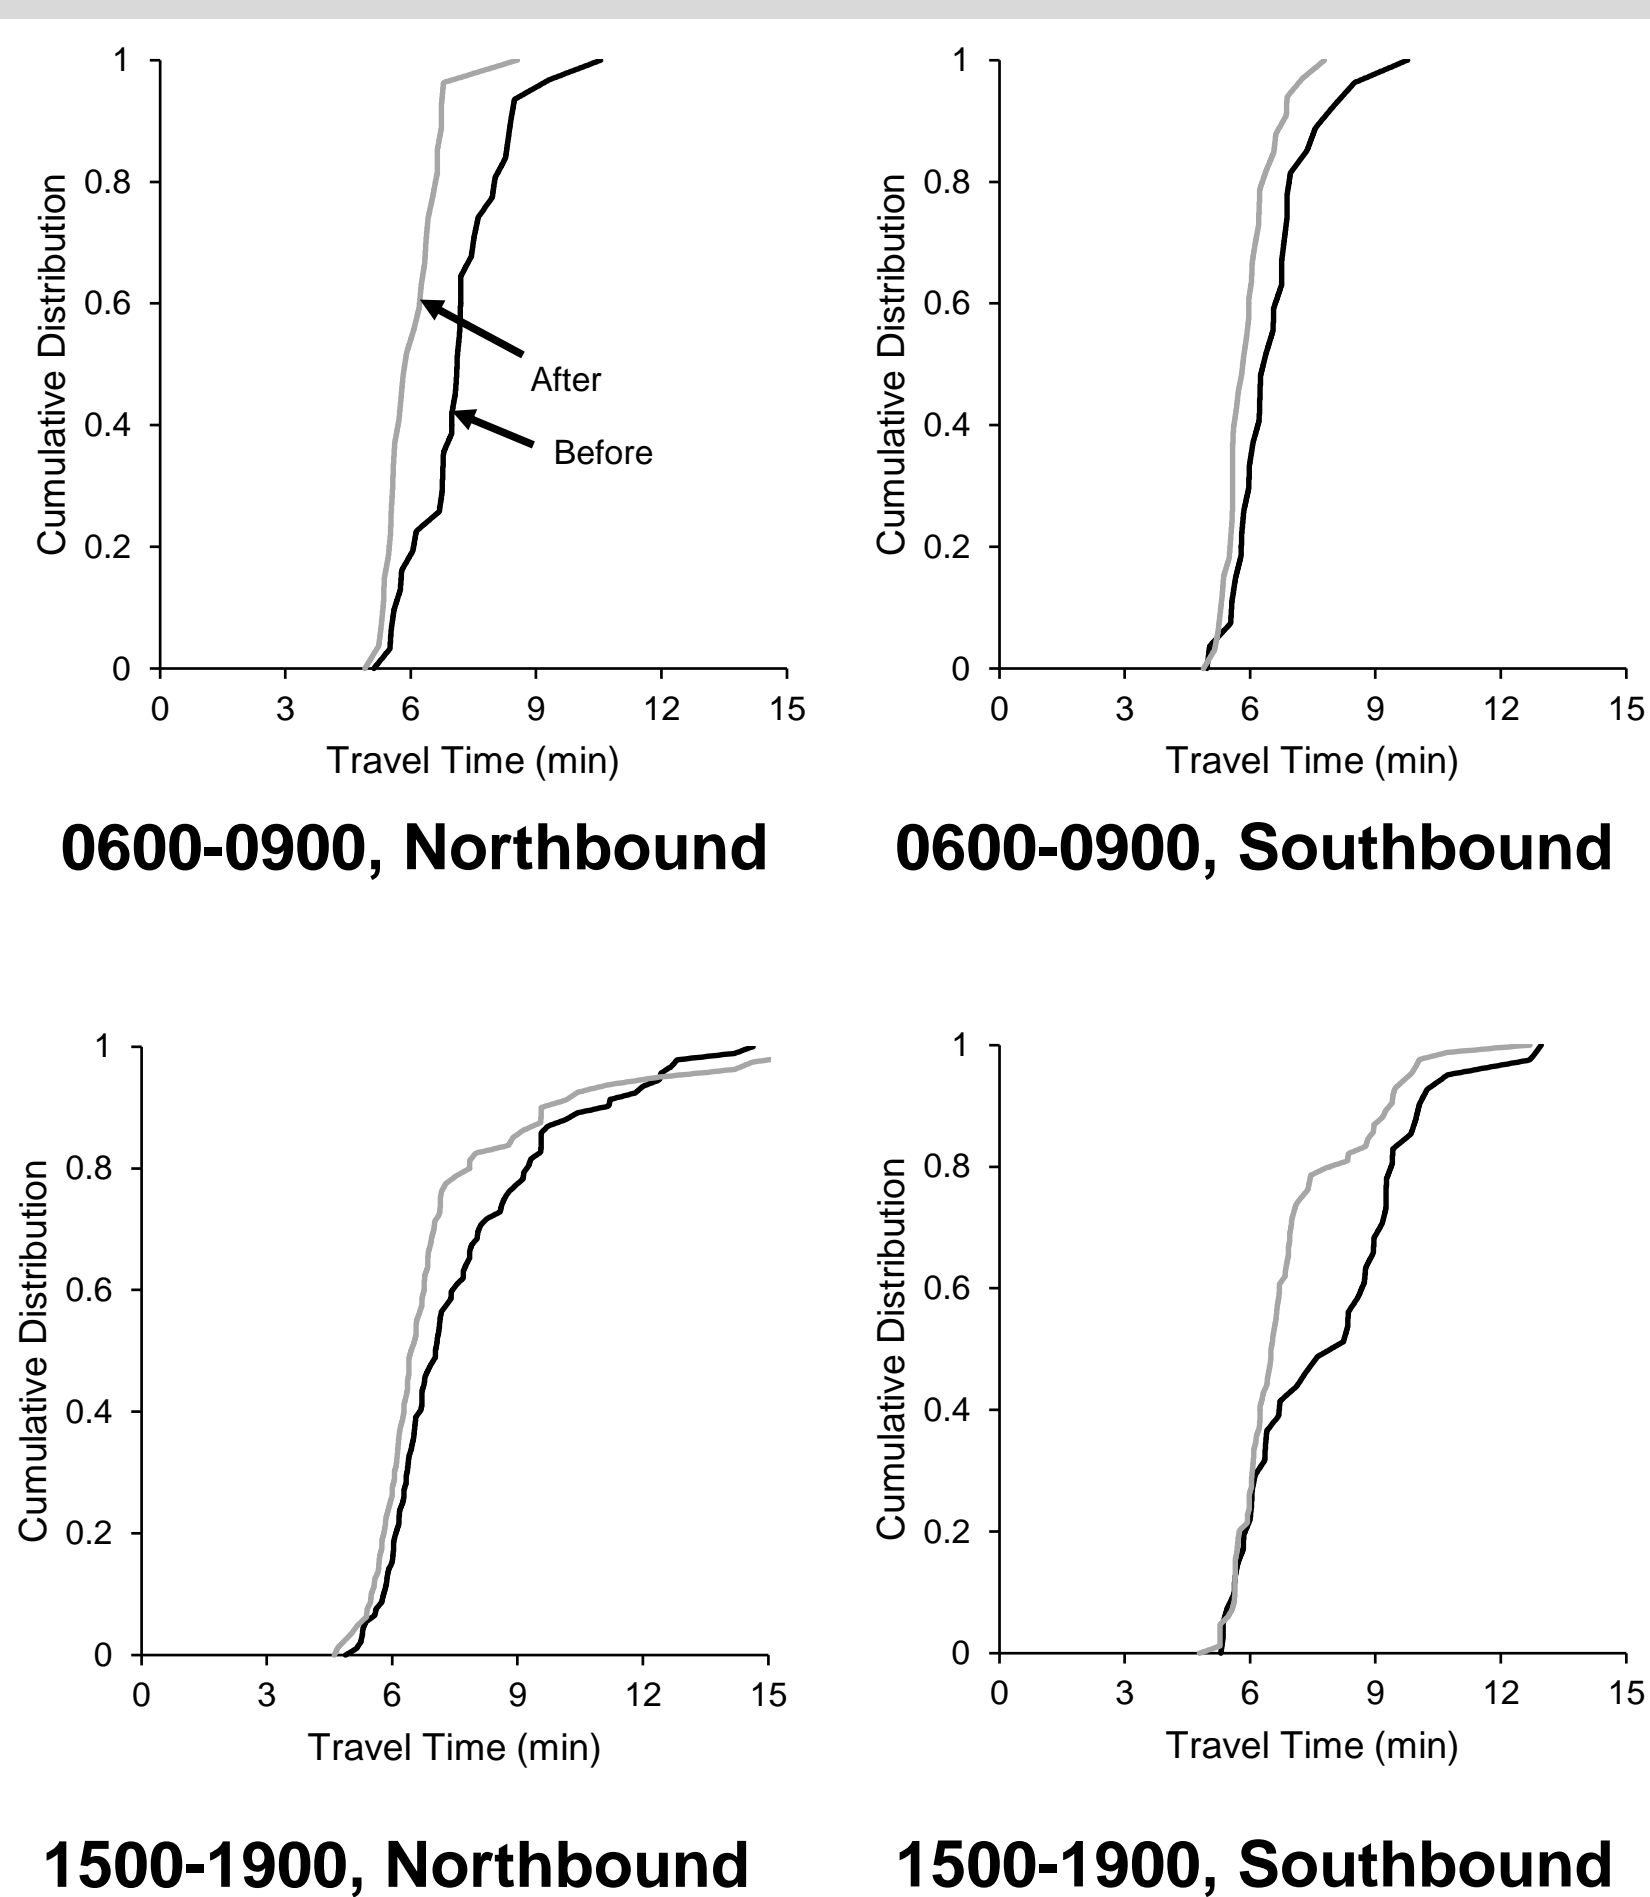 1
0.8
0.6
0.4
0.2
0
Cumulative Distribution
After
Before
0 3 6 9 12 15
Travel Time (min)
0600-0900, Northbound
1
0.8
0.6
0.4
0.2
0
Cumulative Distribution
0 3 6 9 12 15
Travel Time (min)
0600-0900, Southbound
1
0.8
0.6
0.4
0.2
0
Cumulative Distribution
0 3 6 9 12 15
Travel Time (min)
1500-1900, Northbound
1
0.8
0.6
0.4
0.2
0
Cumulative Distribution
0 3 6 9 12 15
Travel Time (min)
1500-1900, Southbound